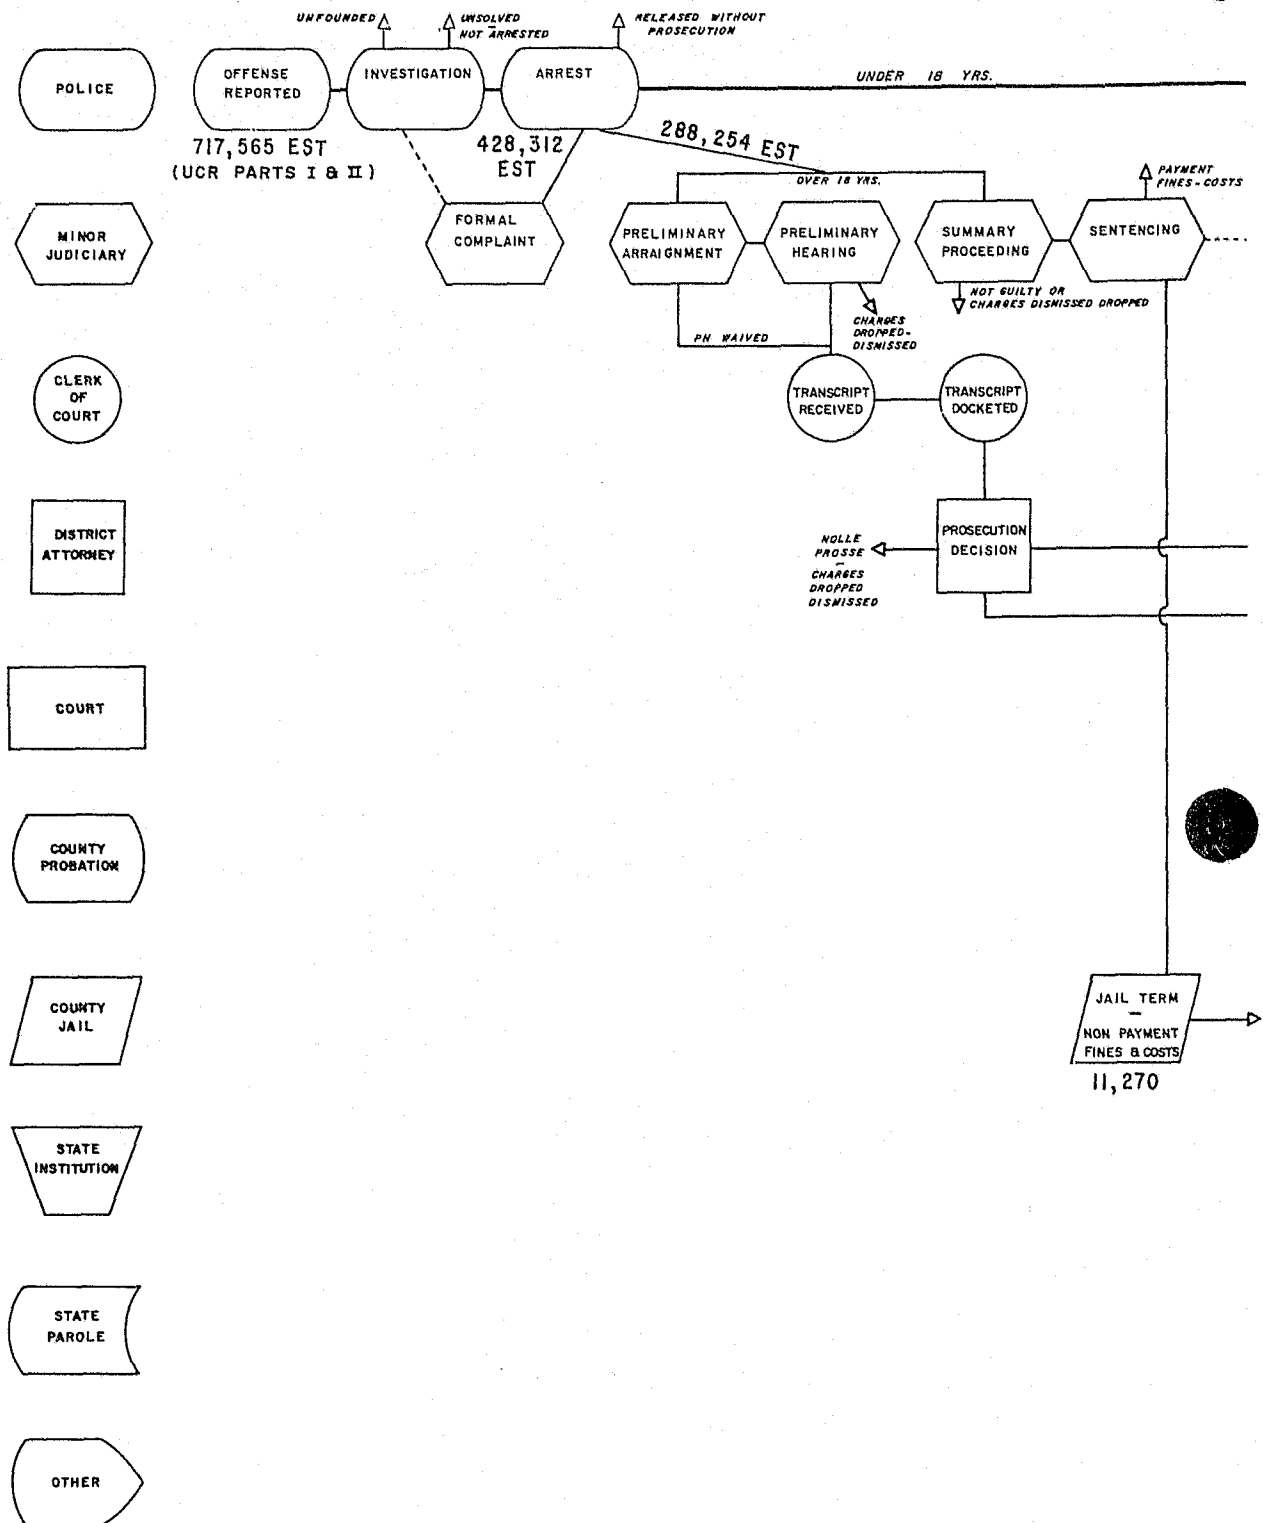 UNFOUNDED
UNSOLVED
NOT ARRESTED
RELEASED WITHOUT
PROSECUTION
POLICE
OFFENSE
REPORTED
INVESTIGATION
ARREST
UNDER 18 YRS.
717,565 EST
(UCR PARTS I & II)
428,312
EST
288,254 EST
OVER 18 YRS.
PAYMENT
FINES-COSTS
MINOR
JUDICIARY
FORMAL
COMPLAINT
PRELIMINARY
ARRAIGNMENT
PRELIMINARY
HEARING
SUMMARY
PROCEEDING
SENTENCING
NOT GUILTY OR
CHARGES DISMISSED DROPPED
PH WAIVED
CHARGES
DROPPED-
DISMISSED
CLERK
OF
COURT
TRANSCRIPT
RECEIVED
TRANSCRIPT
DOCKETED
DISTRICT
ATTORNEY
NOLLE
PROSSE
–
CHARGES
DROPPED
DISMISSED
PROSECUTION
DECISION
COURT
COUNTY
PROBATION
COUNTY
JAIL
JAIL TERM
–
NON PAYMENT
FINES & COSTS
11,270
STATE
INSTITUTION
STATE
PAROLE
OTHER